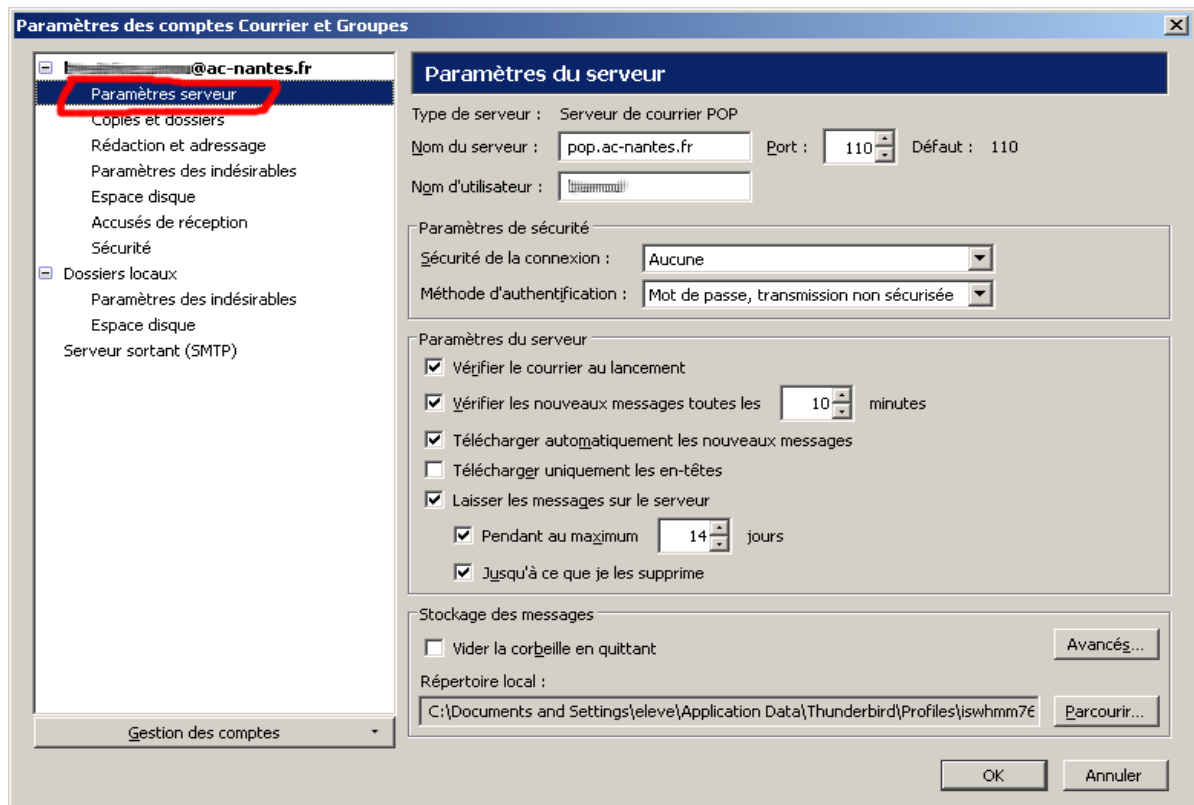 Paramètres des comptes Courrier et Groupes
@ac-nantes.fr
Paramètres serveur
Copies et dossiers
Rédaction et adressage
Paramètres des indésirables
Espace disque
Accusés de réception
Sécurité
Dossiers locaux
Paramètres des indésirables
Espace disque
Serveur sortant (SMTP)
Gestion des comptes
Paramètres du serveur
Type de serveur : Serveur de courrier POP
Nom du serveur : pop.ac-nantes.fr Port : 110 Défaut : 110
Nom d'utilisateur :
Paramètres de sécurité
Sécurité de la connexion : Aucune
Méthode d'authentification : Mot de passe, transmission non sécurisée
Paramètres du serveur
Vérifier le courrier au lancement
Vérifier les nouveaux messages toutes les 10 minutes
Télécharger automatiquement les nouveaux messages
Télécharger uniquement les en-têtes
Laisser les messages sur le serveur
Pendant au maximum 14 jours
Jusqu'à ce que je les supprime
Stockage des messages
Vider la corbeille en quittant Avancés...
Répertoire local :
C:\Documents and Settings\eleve\Application Data\Thunderbird\Profiles\iswhmm76 Parcourir...
OK Annuler